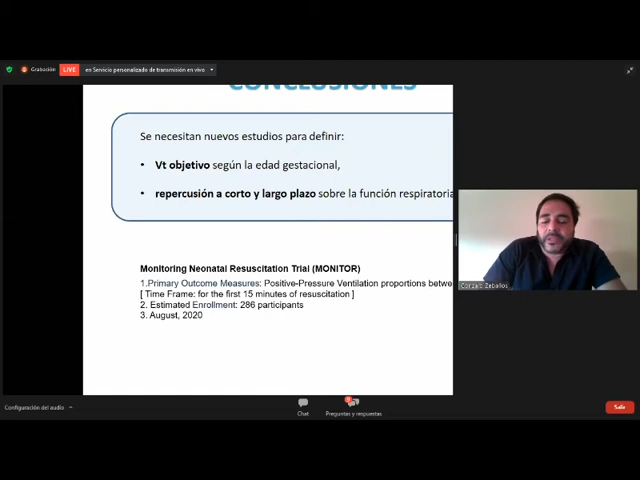 Grabación
LIVE
en Servicio personalizado de transmisión en vivo
CONCLUSIONES
Se necesitan nuevos estudios para definir:
• Vt objetivo según la edad gestacional,
• repercusión a corto y largo plazo sobre la función respiratoria
Monitoring Neonatal Resuscitation Trial (MONITOR)
1.Primary Outcome Measures: Positive-Pressure Ventilation proportions betwe
[ Time Frame: for the first 15 minutes of resuscitation ]
2. Estimated Enrollment: 286 participants
3. August, 2020
Zeballos
Configuración del audio
Chat
Preguntas y respuestas
Salir